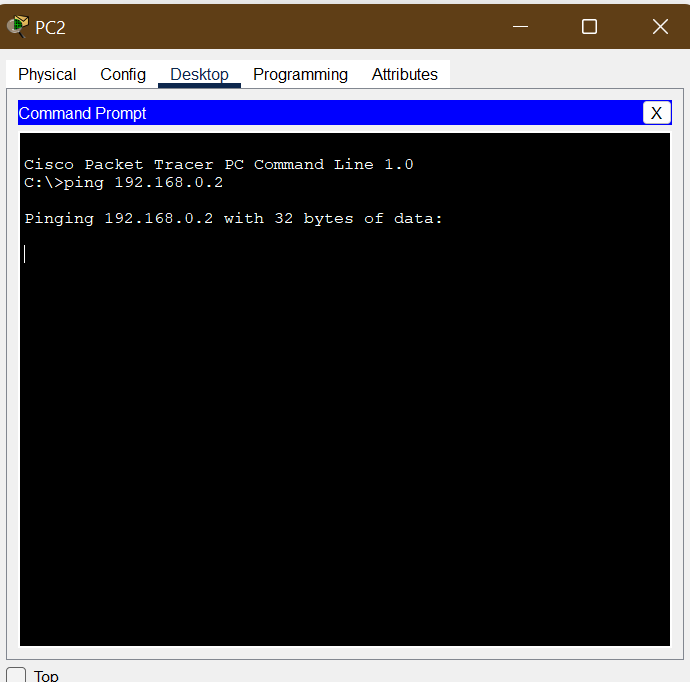 PC2
Physical Config Desktop Programming Attributes
Command Prompt X
Cisco Packet Tracer PC Command Line 1.0
C:\>ping 192.168.0.2
Pinging 192.168.0.2 with 32 bytes of data:
Top